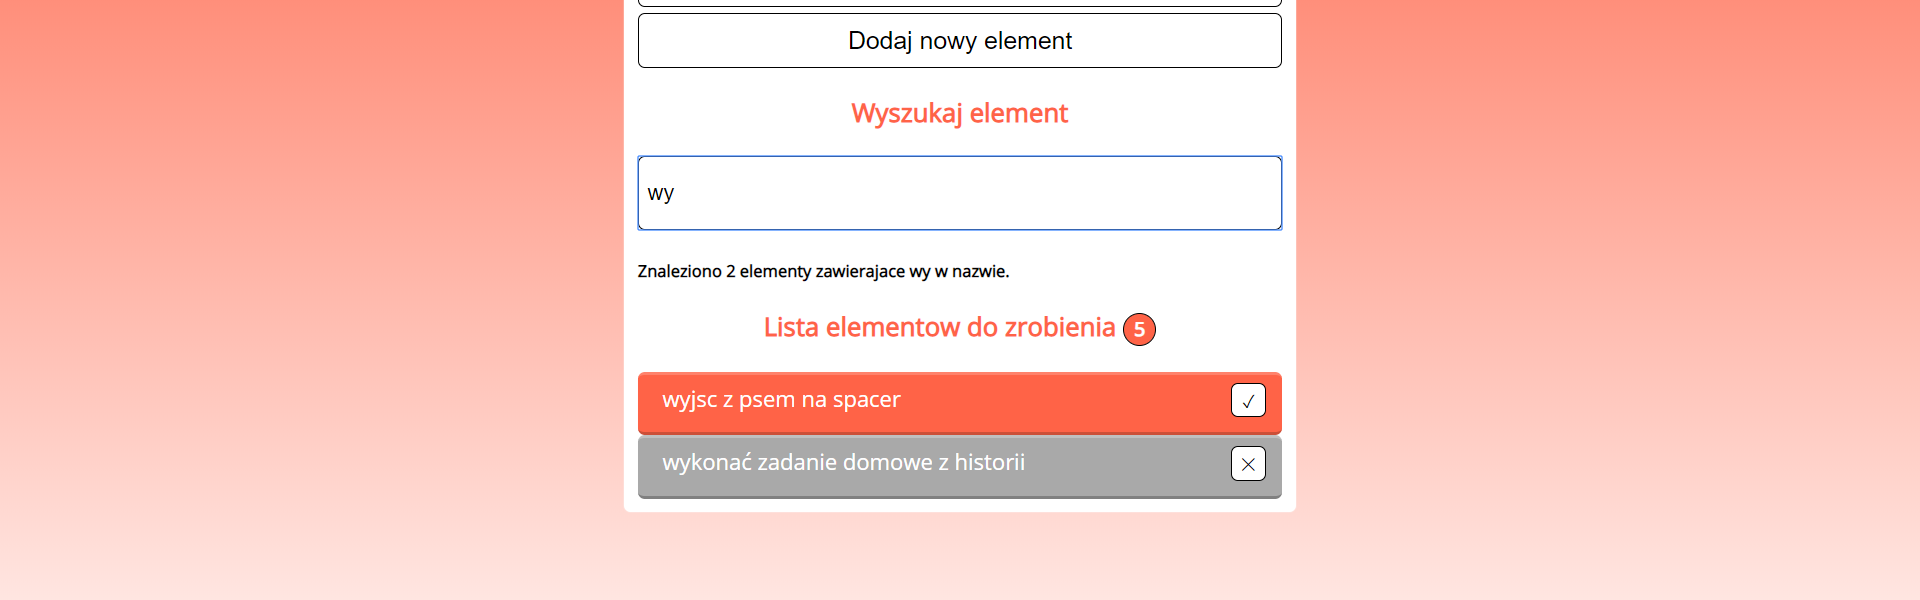 Dodaj nowy element
Wyszukaj element
wy
Znaleziono 2 elementy zawierajace wy w nazwie.
Lista elementow do zrobienia 5
wyjsc z psem na spacer ✓
wykonać zadanie domowe z historii ✕